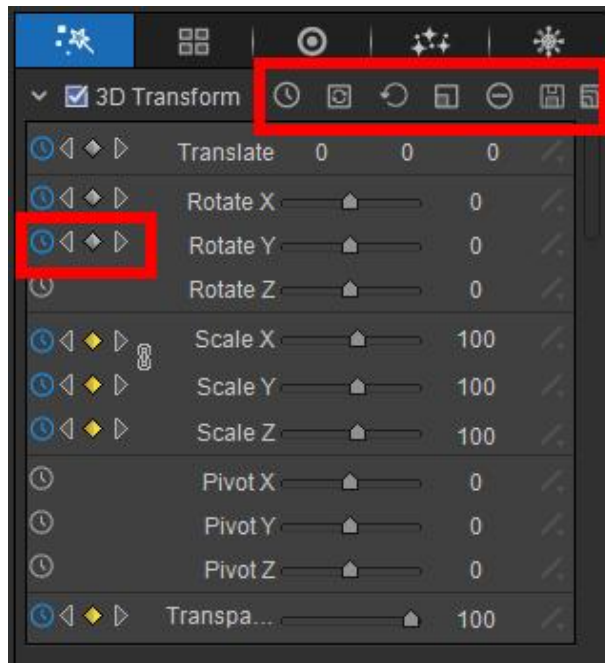 3D Transform
Translate 0 0 0
Rotate X 0
Rotate Y 0
Rotate Z 0
Scale X 100
Scale Y 100
Scale Z 100
Pivot X 0
Pivot Y 0
Pivot Z 0
Transpa... 100